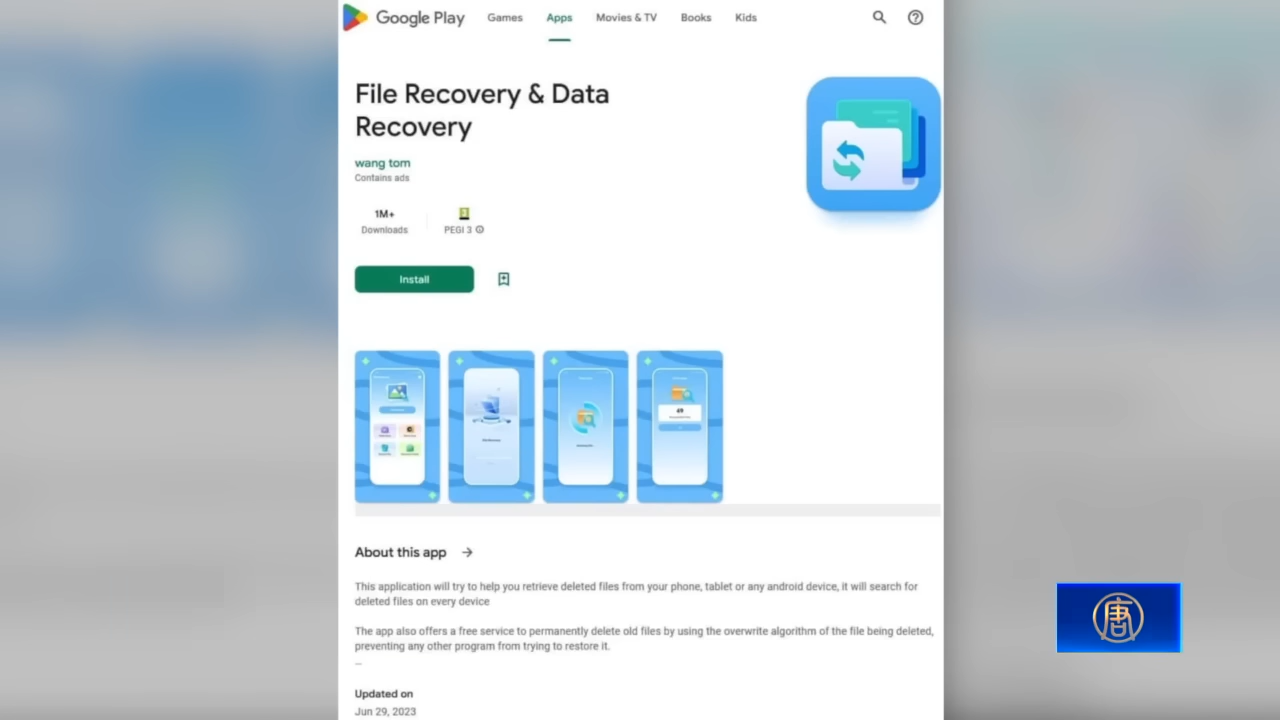 Google Play
Games
Apps
Movies & TV
Books
Kids
File Recovery & Data
Recovery
wang tom
Contains ads
1M+
Downloads
3
PEGI 3
Install
49
About this app →
This application will try to help you retrieve deleted files from your phone, tablet or any android device, it will search for
deleted files on every device
The app also offers a free service to permanently delete old files by using the overwrite algorithm of the file being deleted,
preventing any other program from trying to restore it.
...
Updated on
Jun 29, 2023
唐